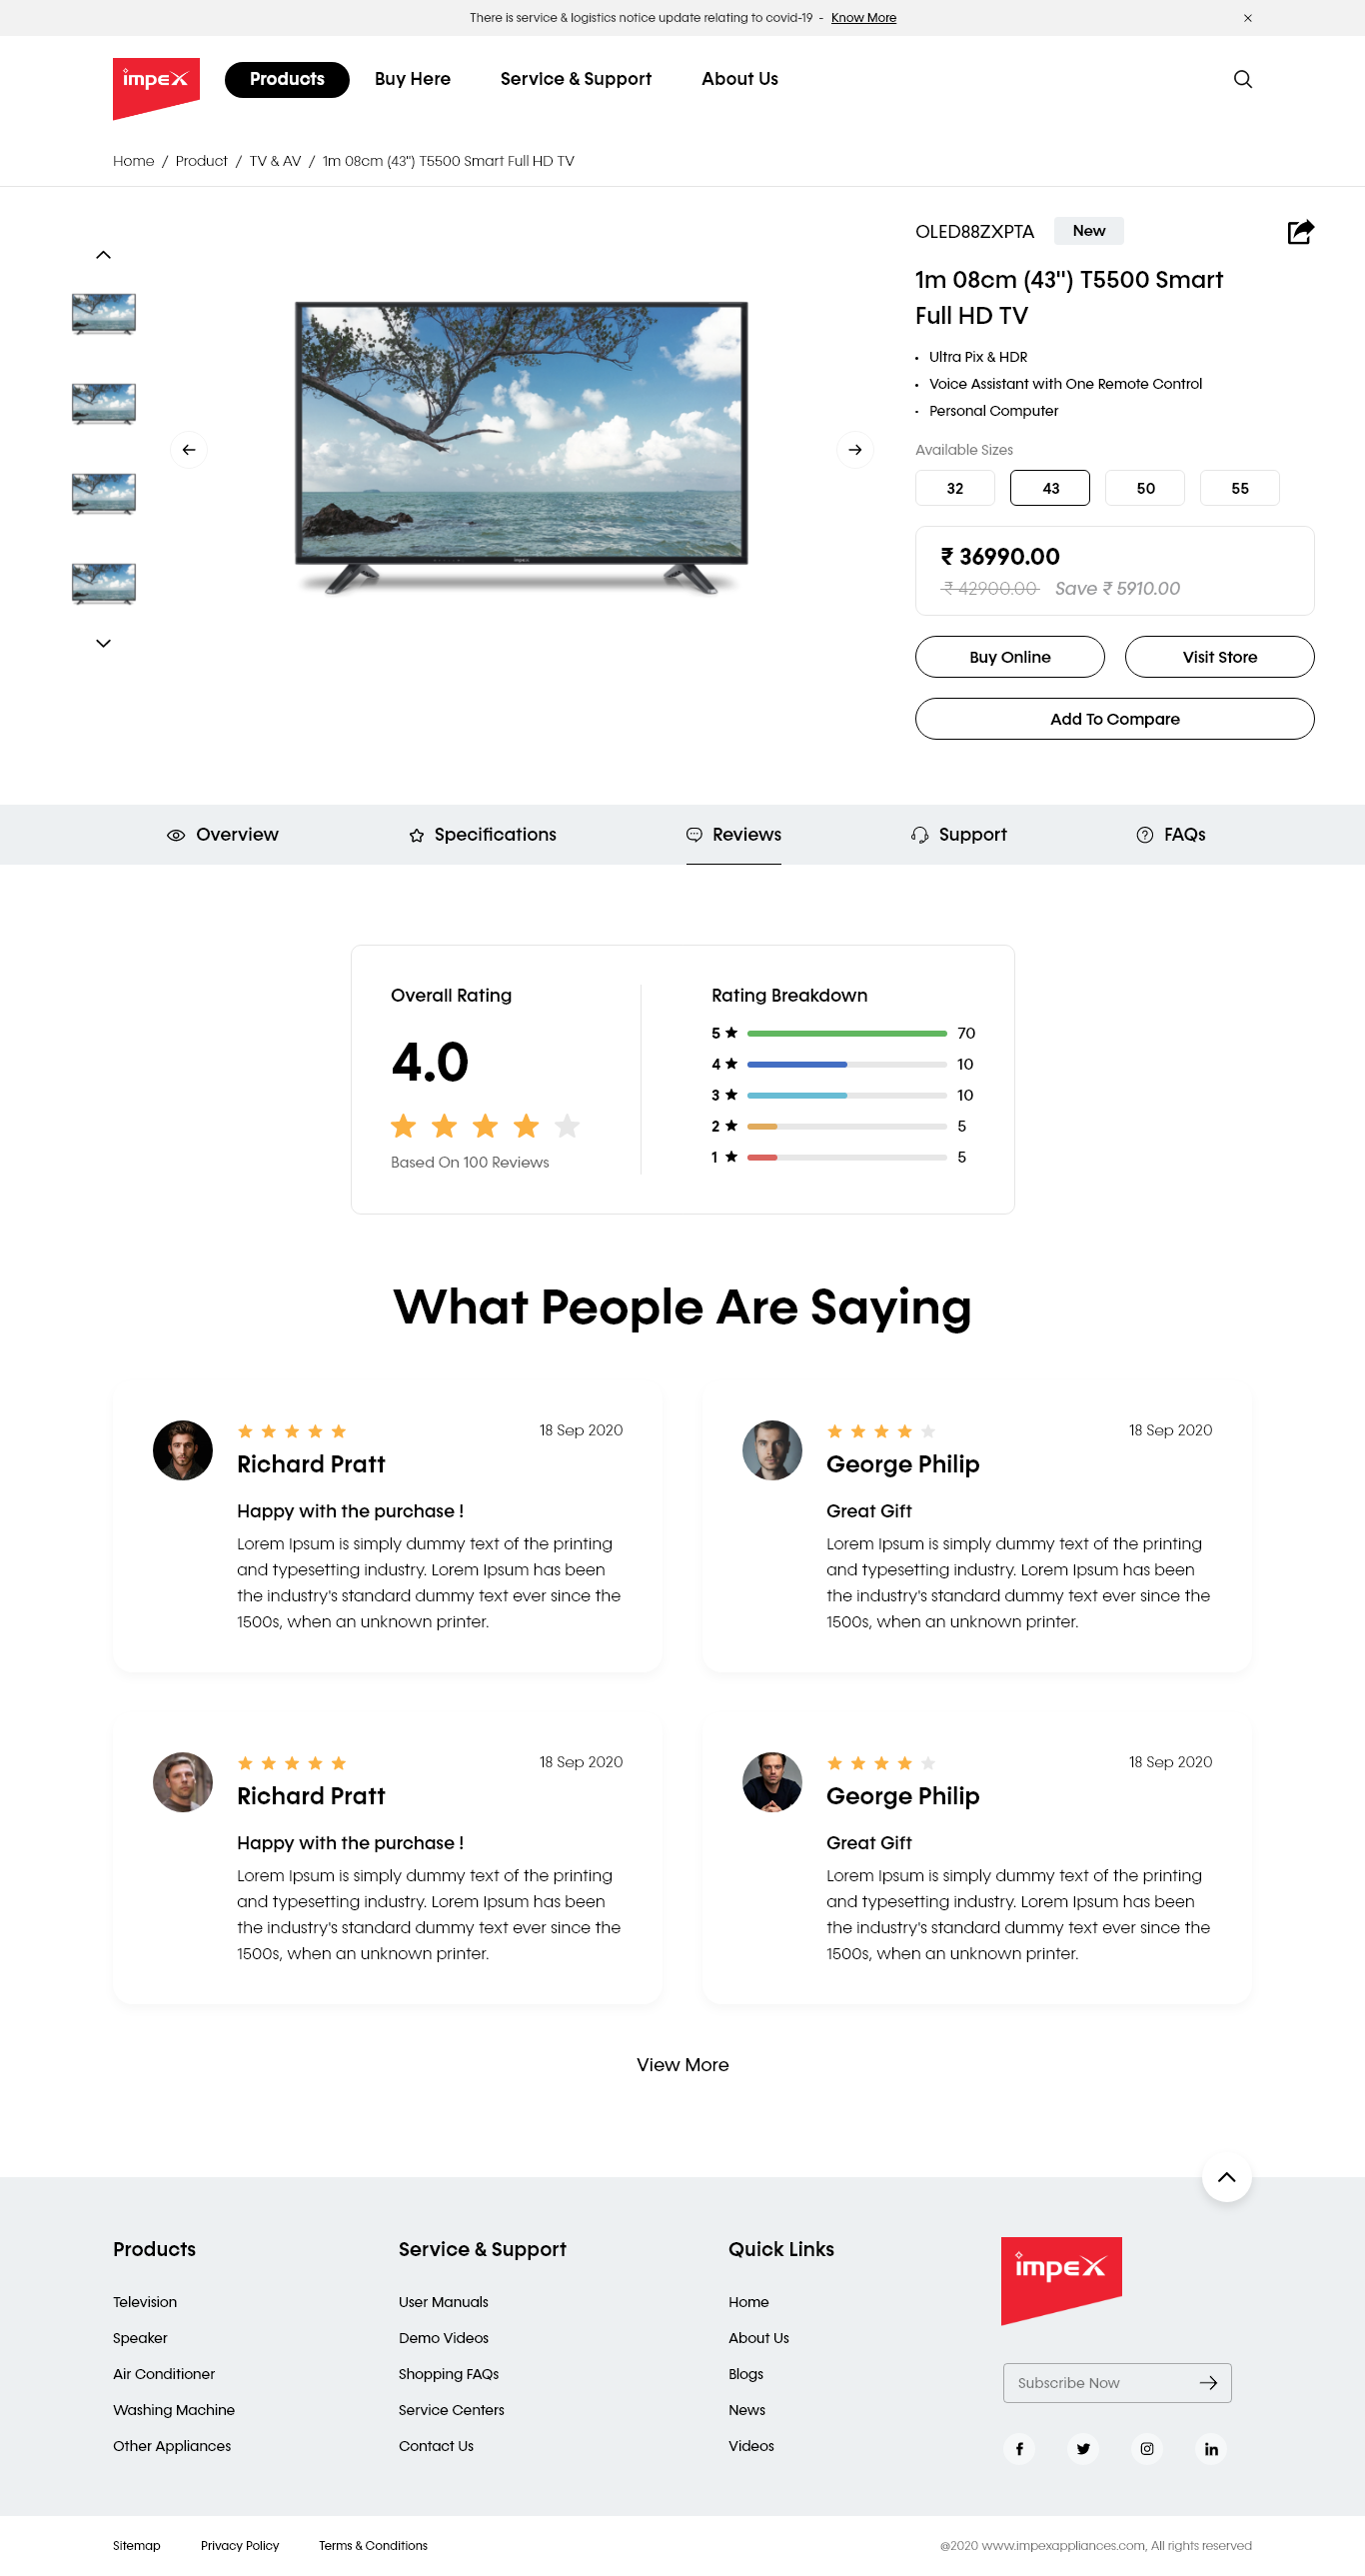 There is service & logistics notice update relating to covid-19 - Know More
impex
Products
Buy Here
Service & Support
About Us
Home / Product / TV & AV / 1m 08cm (43") T5500 Smart Full HD TV
OLED88ZXPTA
New
1m 08cm (43") T5500 Smart
Full HD TV
• Ultra Pix & HDR
• Voice Assistant with One Remote Control
• Personal Computer
Available Sizes
32
43
50
55
₹ 36990.00
₹ 42900.00 Save ₹ 5910.00
Buy Online
Visit Store
Add To Compare
Overview
Specifications
Reviews
Support
FAQs
Overall Rating
4.0
Based On 100 Reviews
Rating Breakdown
5 ★ 70
4 ★ 10
3 ★ 10
2 ★ 5
1 ★ 5
What People Are Saying
18 Sep 2020
Richard Pratt
Happy with the purchase !
Lorem Ipsum is simply dummy text of the printing
and typesetting industry. Lorem Ipsum has been
the industry's standard dummy text ever since the
1500s, when an unknown printer.
18 Sep 2020
George Philip
Great Gift
Lorem Ipsum is simply dummy text of the printing
and typesetting industry. Lorem Ipsum has been
the industry's standard dummy text ever since the
1500s, when an unknown printer.
18 Sep 2020
Richard Pratt
Happy with the purchase !
Lorem Ipsum is simply dummy text of the printing
and typesetting industry. Lorem Ipsum has been
the industry's standard dummy text ever since the
1500s, when an unknown printer.
18 Sep 2020
George Philip
Great Gift
Lorem Ipsum is simply dummy text of the printing
and typesetting industry. Lorem Ipsum has been
the industry's standard dummy text ever since the
1500s, when an unknown printer.
View More
Products
Television
Speaker
Air Conditioner
Washing Machine
Other Appliances
Service & Support
User Manuals
Demo Videos
Shopping FAQs
Service Centers
Contact Us
Quick Links
Home
About Us
Blogs
News
Videos
impex
Subscribe Now
Sitemap
Privacy Policy
Terms & Conditions
@2020 www.impexappliances.com, All rights reserved